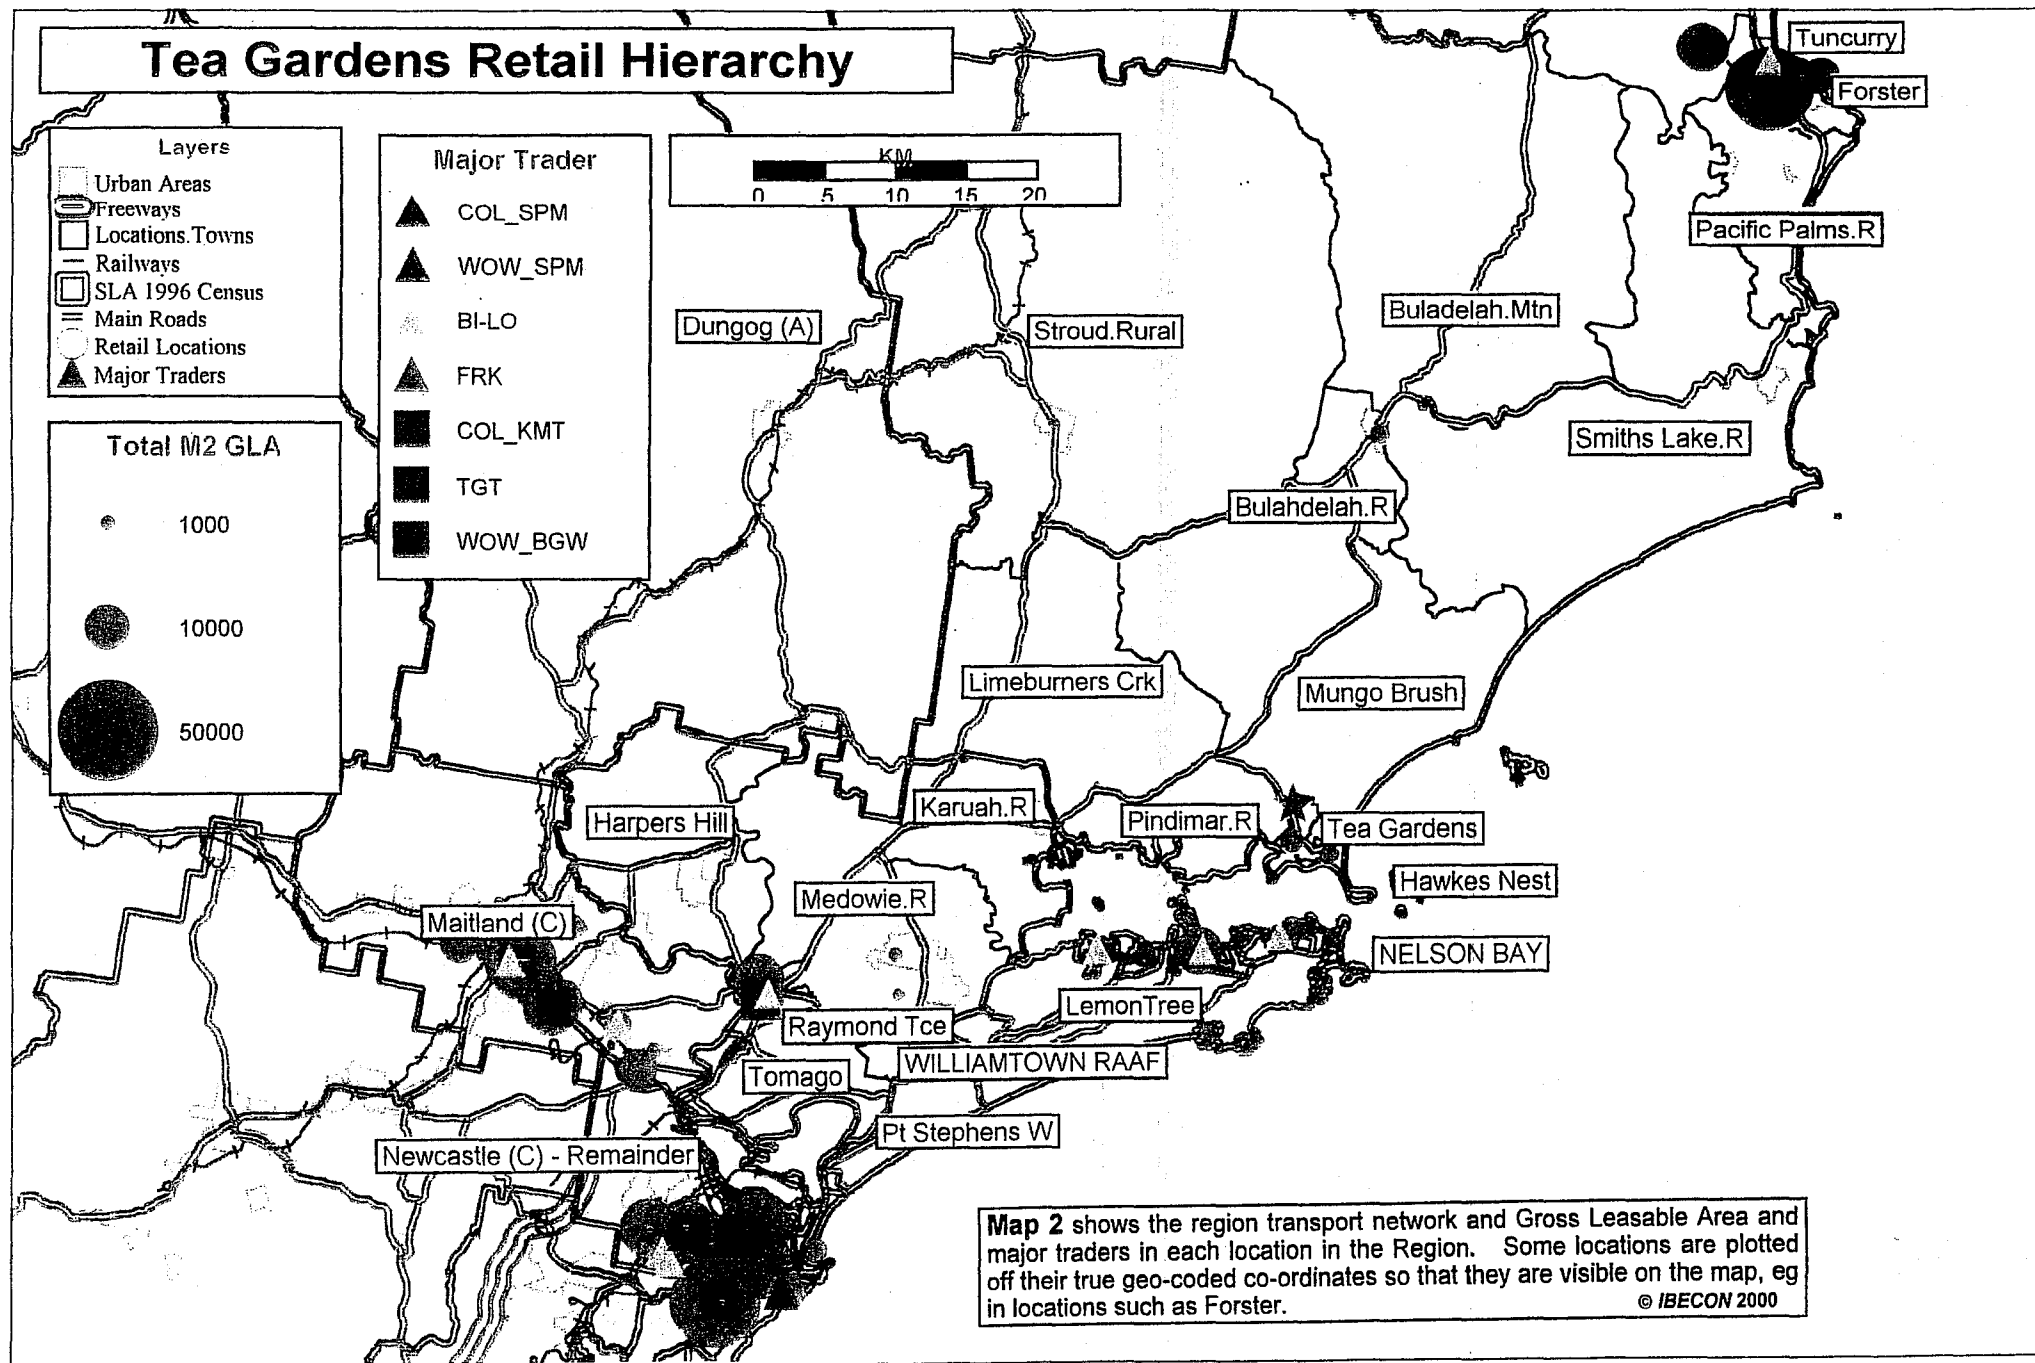 Tea Gardens Retail Hierarchy
Layers
Urban Areas
Freeways
Locations.Towns
Railways
SLA 1996 Census
Main Roads
Retail Locations
Major Traders
Major Trader
COL_SPM
WOW_SPM
BI-LO
FRK
COL_KMT
TGT
WOW_BGW
KM
0 5 10 15 20
Total M2 GLA
1000
10000
50000
Tuncurry
Forster
Pacific Palms.R
Buladelah.Mtn
Dungog (A)
Stroud.Rural
Smiths Lake.R
Bulahdelah.R
Limeburners Crk
Mungo Brush
Harpers Hill
Karuah.R
Pindimar.R
Tea Gardens
Hawkes Nest
Medowie.R
Maitland (C)
NELSON BAY
LemonTree
Raymond Tce
WILLIAMTOWN RAAF
Tomago
Pt Stephens W
Newcastle (C) - Remainder
Map 2 shows the region transport network and Gross Leasable Area and
major traders in each location in the Region. Some locations are plotted
off their true geo-coded co-ordinates so that they are visible on the map, eg
in locations such as Forster.
© IBECON 2000